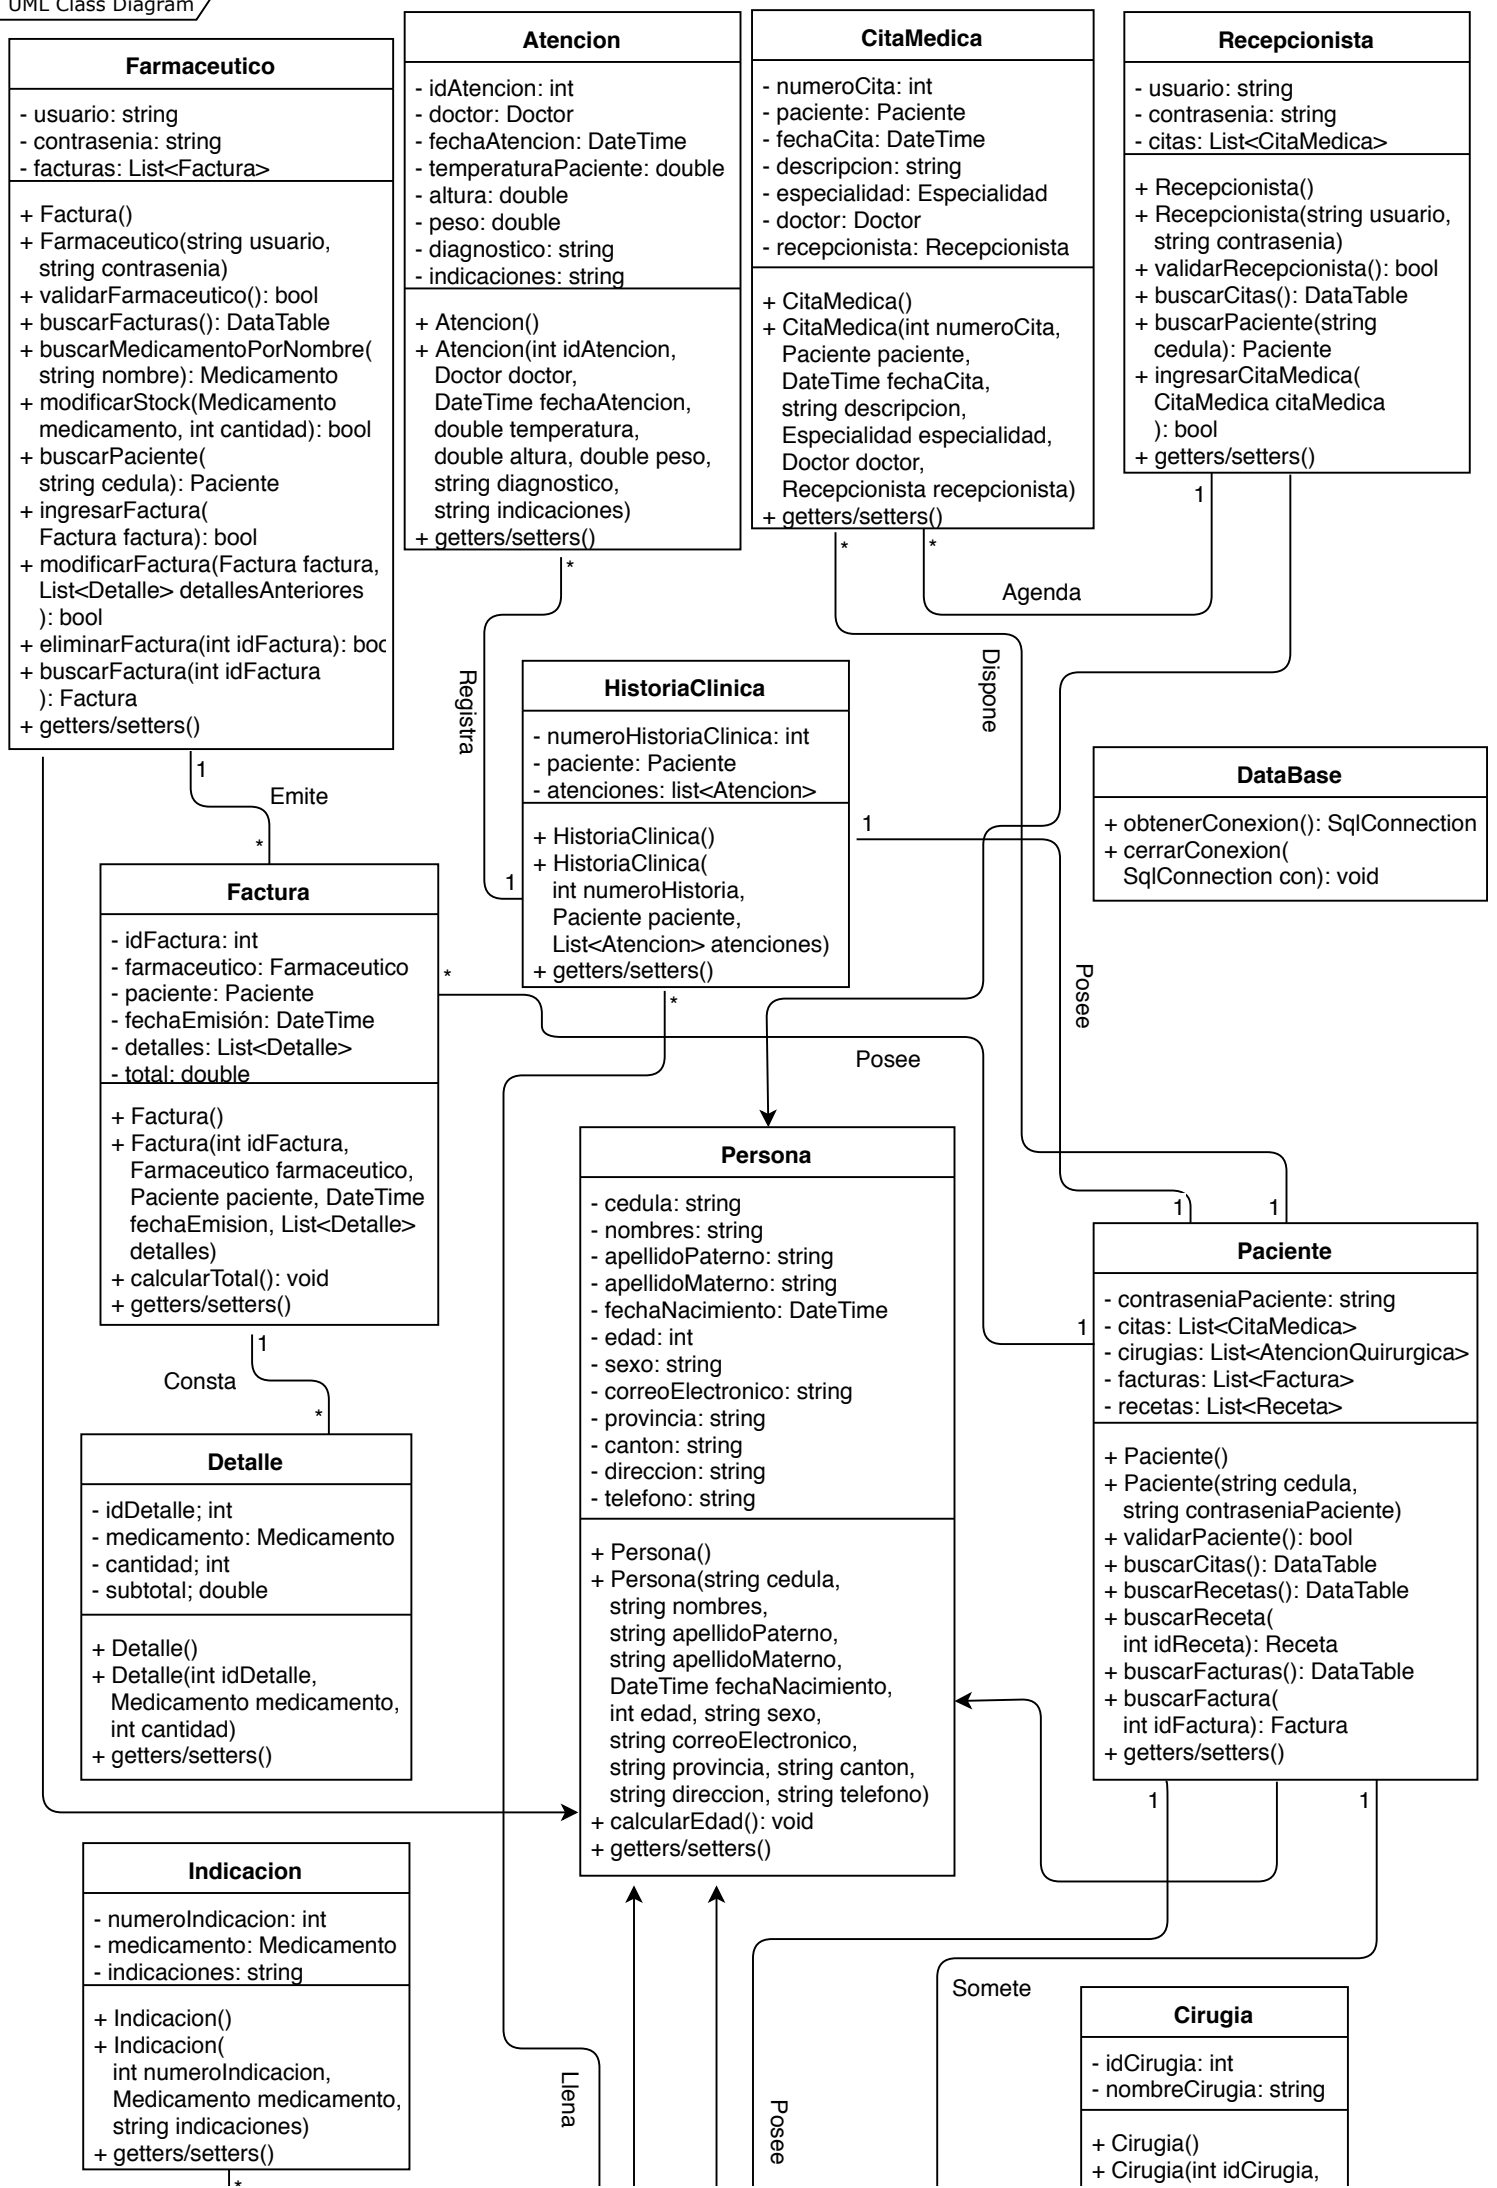 UML Class Diagram
Farmaceutico
- usuario: string
- contrasenia: string
- facturas: List<Factura>
+ Factura()
+ Farmaceutico(string usuario,
string contrasenia)
+ validarFarmaceutico(): bool
+ buscarFacturas(): DataTable
+ buscarMedicamentoPorNombre(
string nombre): Medicamento
+ modificarStock(Medicamento
medicamento, int cantidad): bool
+ buscarPaciente(
string cedula): Paciente
+ ingresarFactura(
Factura factura): bool
+ modificarFactura(Factura factura,
List<Detalle> detallesAnteriores
): bool
+ eliminarFactura(int idFactura): boo
+ buscarFactura(int idFactura
): Factura
+ getters/setters()
Atencion
- idAtencion: int
- doctor: Doctor
- fechaAtencion: DateTime
- temperaturaPaciente: double
- altura: double
- peso: double
- diagnostico: string
- indicaciones: string
+ Atencion()
+ Atencion(int idAtencion,
Doctor doctor,
DateTime fechaAtencion,
double temperatura,
double altura, double peso,
string diagnostico,
string indicaciones)
+ getters/setters()
CitaMedica
- numeroCita: int
- paciente: Paciente
- fechaCita: DateTime
- descripcion: string
- especialidad: Especialidad
- doctor: Doctor
- recepcionista: Recepcionista
+ CitaMedica()
+ CitaMedica(int numeroCita,
Paciente paciente,
DateTime fechaCita,
string descripcion,
Especialidad especialidad,
Doctor doctor,
Recepcionista recepcionista)
+ getters/setters()
Recepcionista
- usuario: string
- contrasenia: string
- citas: List<CitaMedica>
+ Recepcionista()
+ Recepcionista(string usuario,
string contrasenia)
+ validarRecepcionista(): bool
+ buscarCitas(): DataTable
+ buscarPaciente(string
cedula): Paciente
+ ingresarCitaMedica(
CitaMedica citaMedica
): bool
+ getters/setters()
1
*
*
*
Agenda
Registra
Dispone
HistoriaClinica
- numeroHistoriaClinica: int
- paciente: Paciente
- atenciones: list<Atencion>
+ HistoriaClinica()
+ HistoriaClinica(
int numeroHistoria,
Paciente paciente,
List<Atencion> atenciones)
+ getters/setters()
DataBase
+ obtenerConexion(): SqlConnection
+ cerrarConexion(
SqlConnection con): void
1
Emite
*
1
1
Factura
- idFactura: int
- farmaceutico: Farmaceutico
- paciente: Paciente
- fechaEmisión: DateTime
- detalles: List<Detalle>
- total: double
+ Factura()
+ Factura(int idFactura,
Farmaceutico farmaceutico,
Paciente paciente, DateTime
fechaEmision, List<Detalle>
detalles)
+ calcularTotal(): void
+ getters/setters()
*
*
Posee
Posee
Persona
- cedula: string
- nombres: string
- apellidoPaterno: string
- apellidoMaterno: string
- fechaNacimiento: DateTime
- edad: int
- sexo: string
- correoElectronico: string
- provincia: string
- canton: string
- direccion: string
- telefono: string
+ Persona()
+ Persona(string cedula,
string nombres,
string apellidoPaterno,
string apellidoMaterno,
DateTime fechaNacimiento,
int edad, string sexo,
string correoElectronico,
string provincia, string canton,
string direccion, string telefono)
+ calcularEdad(): void
+ getters/setters()
1
1
1
Paciente
- contraseniaPaciente: string
- citas: List<CitaMedica>
- cirugias: List<AtencionQuirurgica>
- facturas: List<Factura>
- recetas: List<Receta>
+ Paciente()
+ Paciente(string cedula,
string contraseniaPaciente)
+ validarPaciente(): bool
+ buscarCitas(): DataTable
+ buscarRecetas(): DataTable
+ buscarReceta(
int idReceta): Receta
+ buscarFacturas(): DataTable
+ buscarFactura(
int idFactura): Factura
+ getters/setters()
1
Consta
*
Detalle
- idDetalle; int
- medicamento: Medicamento
- cantidad; int
- subtotal; double
+ Detalle()
+ Detalle(int idDetalle,
Medicamento medicamento,
int cantidad)
+ getters/setters()
1
1
Indicacion
- numeroIndicacion: int
- medicamento: Medicamento
- indicaciones: string
+ Indicacion()
+ Indicacion(
int numeroIndicacion,
Medicamento medicamento,
string indicaciones)
+ getters/setters()
*
Llena
Posee
Somete
Cirugia
- idCirugia: int
- nombreCirugia: string
+ Cirugia()
+ Cirugia(int idCirugia,